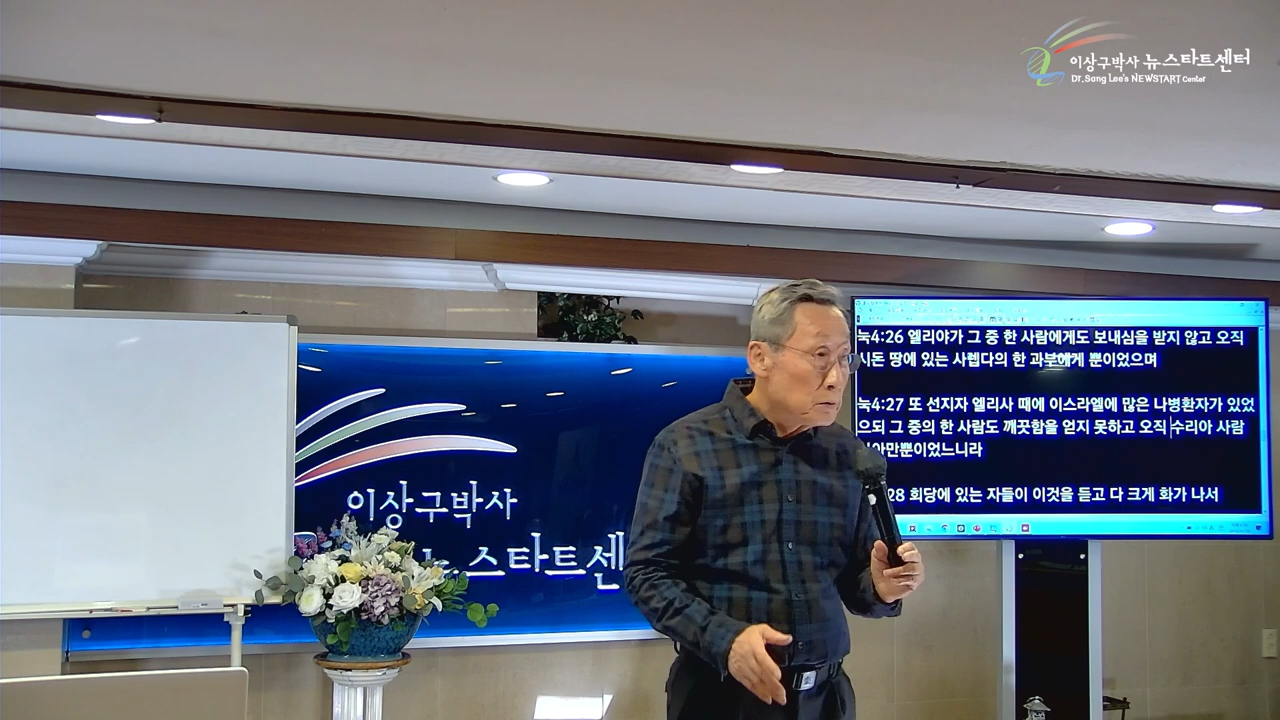 이상구박사 뉴스타트센터
Dr. Sang Lee's NEWSTART Center
눅4:26 엘리야가 그 중 한 사람에게도 보내심을 받지 않고 오직
시돈 땅에 있는 사렙다의 한 과부에게 뿐이었으며
눅4:27 또 선지자 엘리사 때에 이스라엘에 많은 나병환자가 있었
으되 그 중의 한 사람도 깨끗함을 얻지 못하고 오직 수리아 사람
만뿐이었느니라
28 회당에 있는 자들이 이것을 듣고 다 크게 화가 나서
이상구박사
뉴스타트센